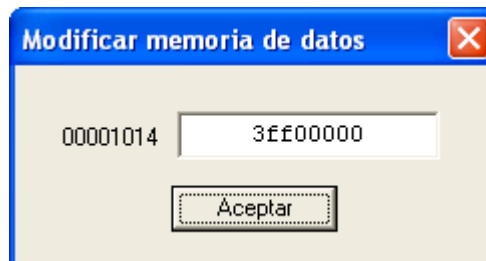 Modificar memoria de datos
00001014 3ff00000
Aceptar